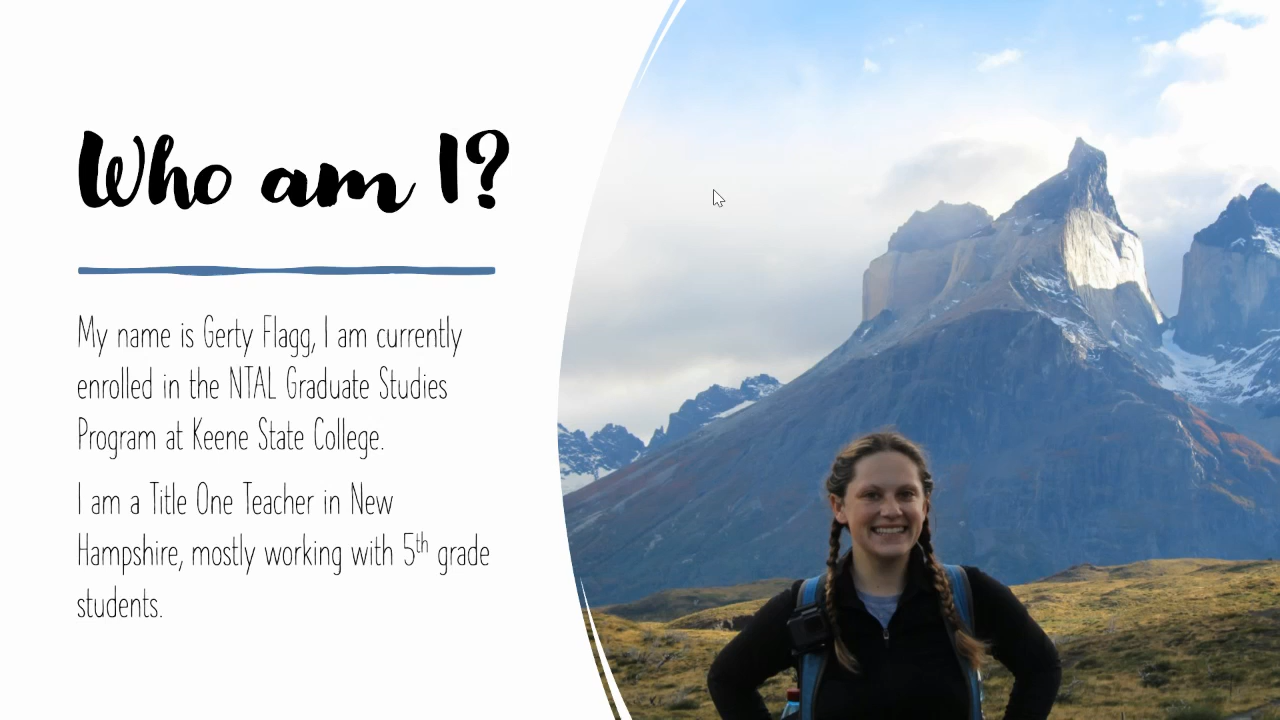 Who am I?
My name is Gerty Flagg, I am currently
enrolled in the NTAL Graduate Studies
Program at Keene State College.
I am a Title One Teacher in New
Hampshire, mostly working with 5th grade
students.